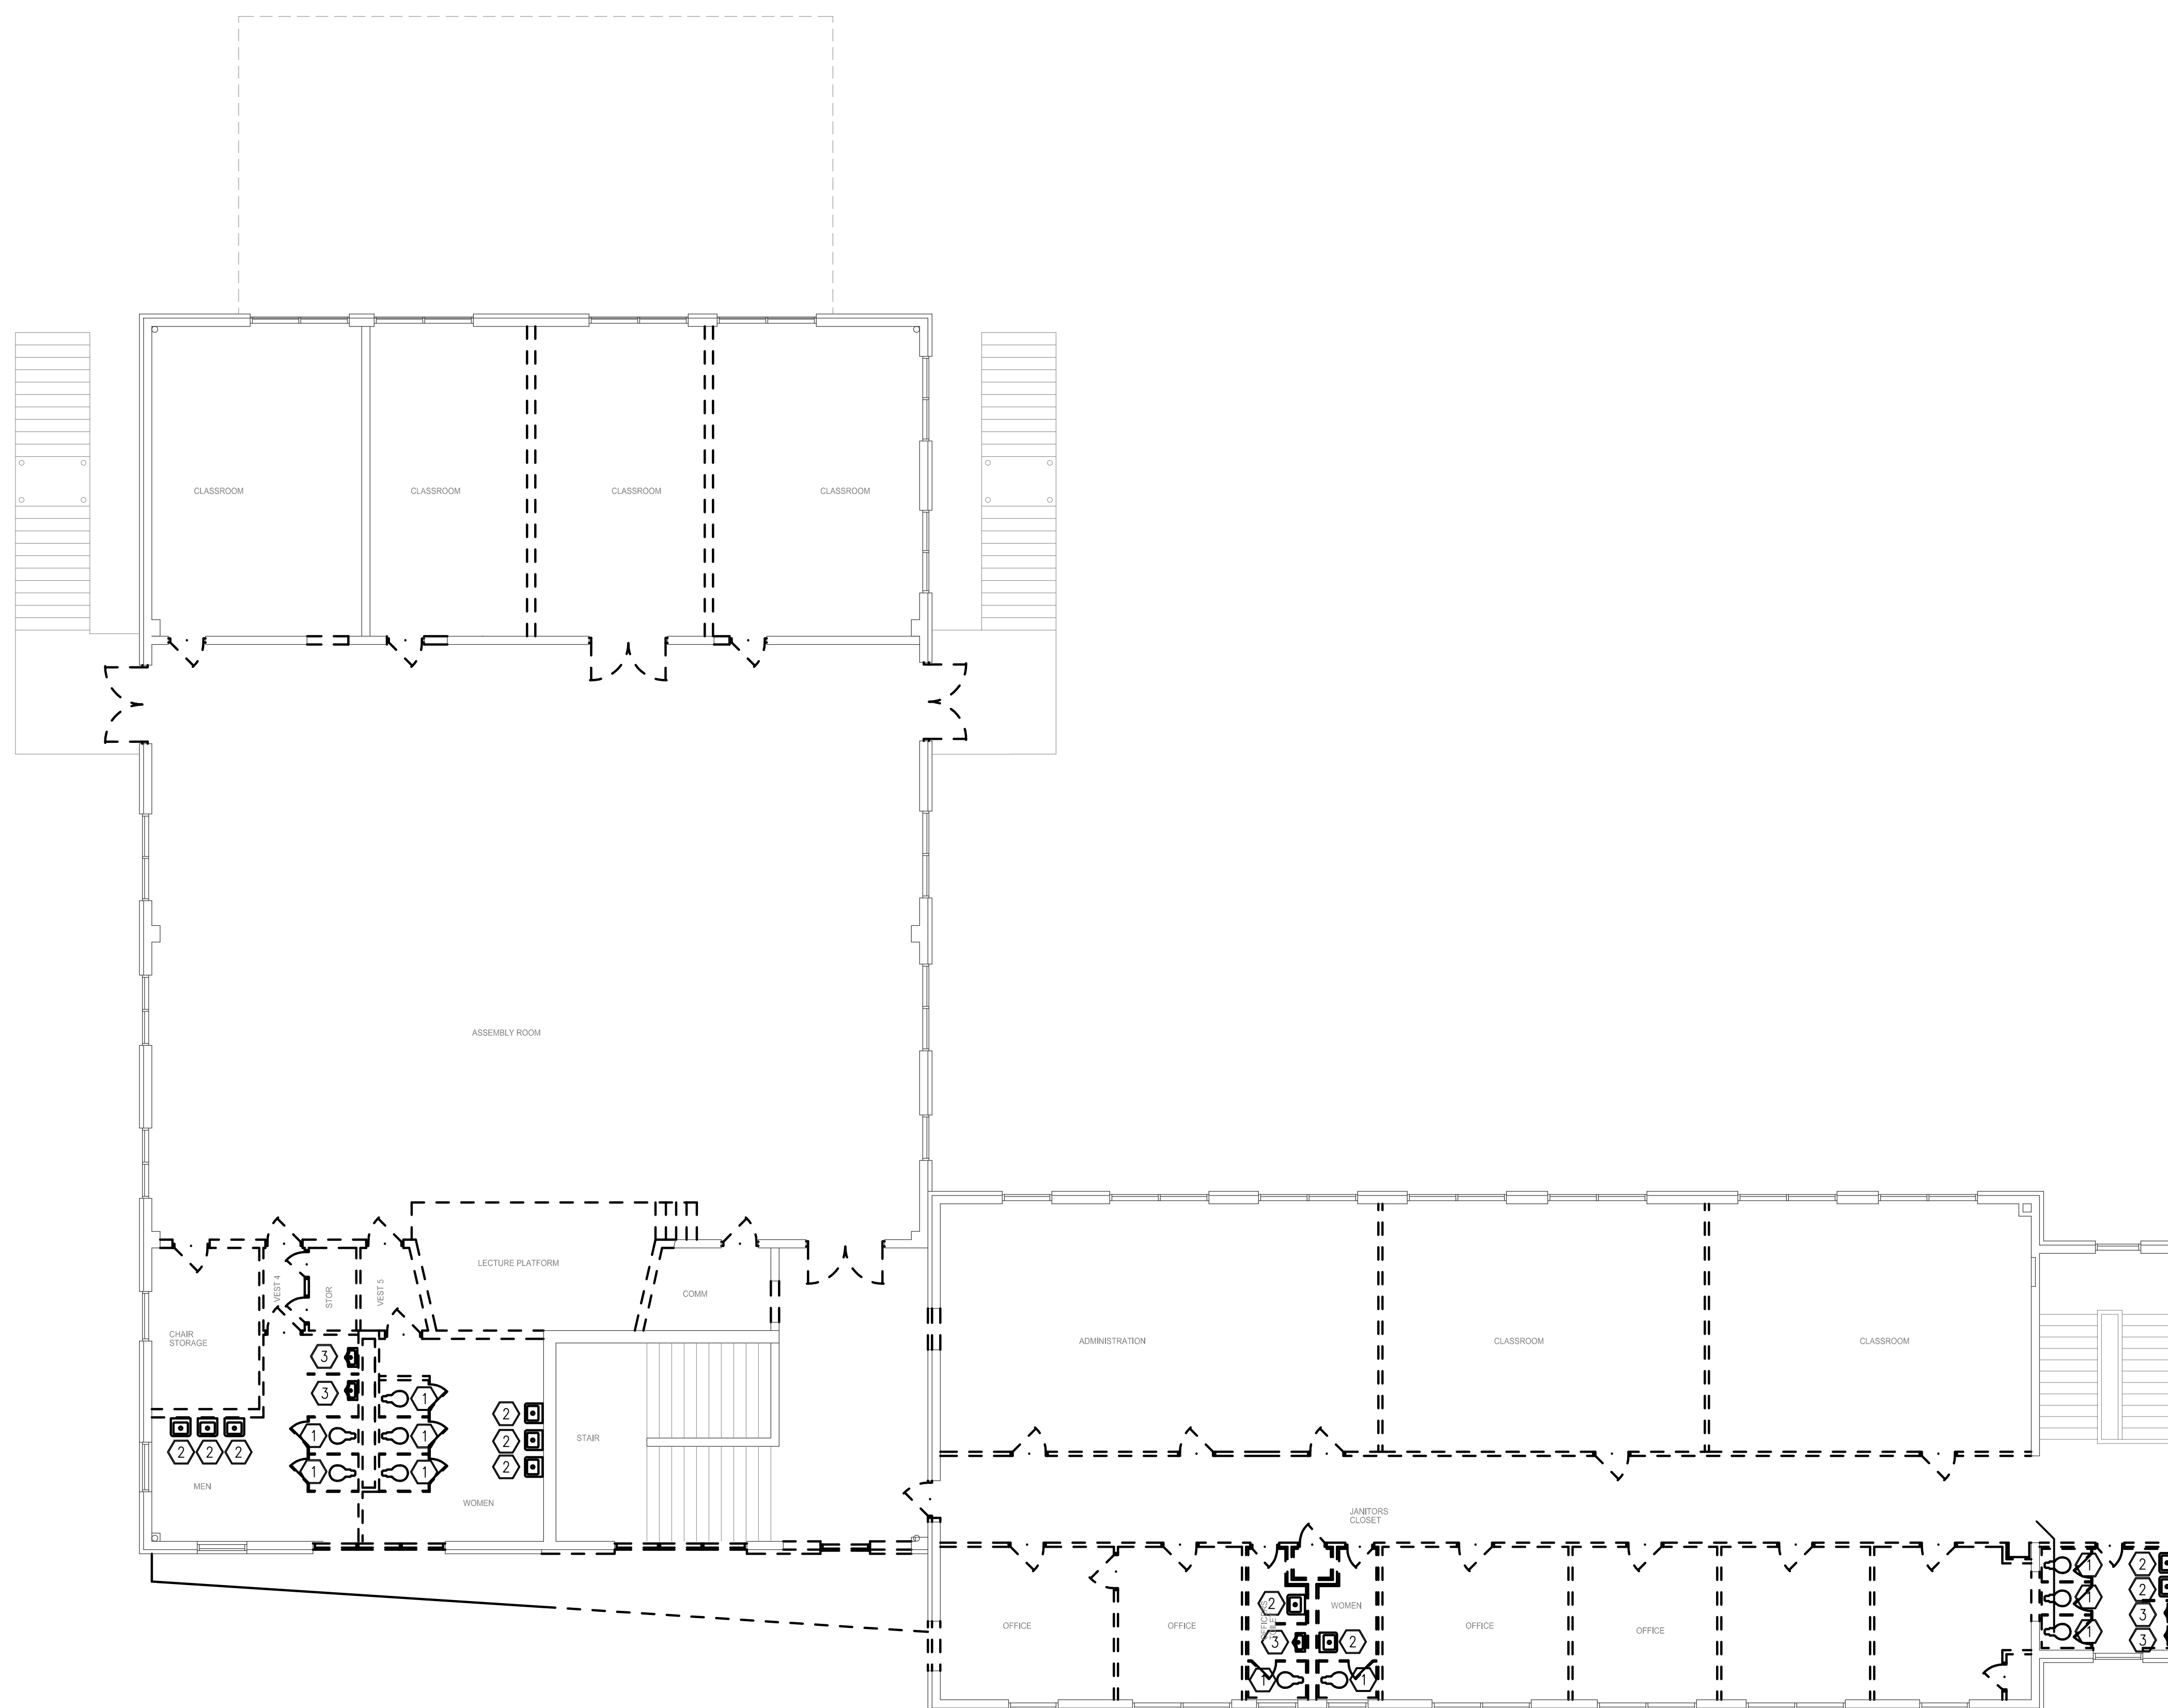 CLASSROOM
CLASSROOM
CLASSROOM
CLASSROOM
ASSEMBLY ROOM
LECTURE PLATFORM
VEST 4
STOR
VEST 5
COMM
CHAIR
STORAGE
ADMINISTRATION
CLASSROOM
CLASSROOM
3
3
1
2
1
1
2
1
1
2
2
2
2
2
STAIR
MEN
WOMEN
JANITORS
CLOSET
1
2
1
2
1
3
3
2
OFFICERS
WOMEN
OFFICE
OFFICE
OFFICE
OFFICE
3
2
1
1